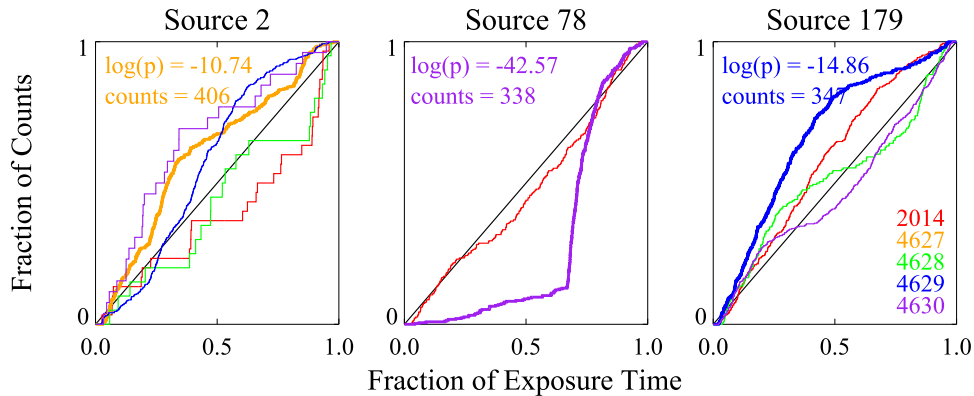 Source 2
Source 78
Source 179
Fraction of Counts
1
log(p) = -10.74
counts = 406
0
0.0 0.5 1.0
1
log(p) = -42.57
counts = 338
0
0.0 0.5 1.0
1
log(p) = -14.86
counts = 347
2014
4627
4628
4629
4630
0
0.0 0.5 1.0
Fraction of Exposure Time